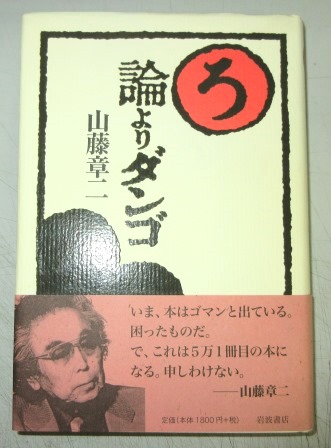 ろ
論よりダンゴ
山藤章二
'いま、本はゴマンと出ている。
困ったものだ。
で、これは5万1冊目の本に
なる。申しわけない。
——山藤章二
定価(本体1800円+税)
岩波書店